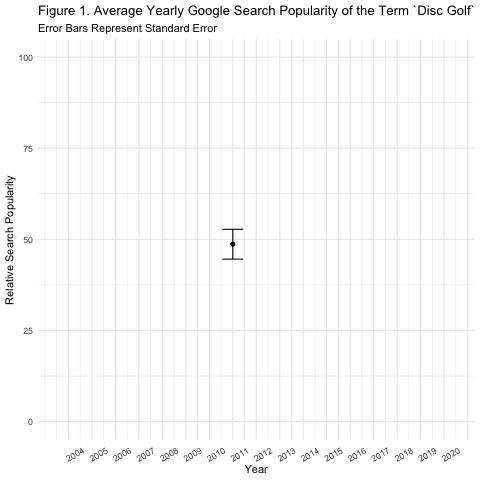 Figure 1. Average Yearly Google Search Popularity of the Term `Disc Golf`
Error Bars Represent Standard Error
100
75
50
25
0
Relative Search Popularity
2004 2005 2006 2007 2008 2009 2010 2011 2012 2013 2014 2015 2016 2017 2018 2019 2020
Year